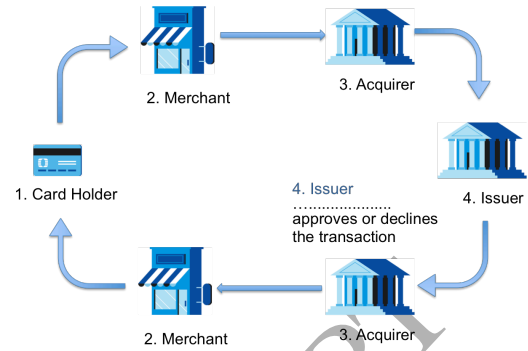 2. Merchant
3. Acquirer
1. Card Holder
4. Issuer
4. Issuer
…...................
approves or declines
the transaction
2. Merchant
3. Acquirer